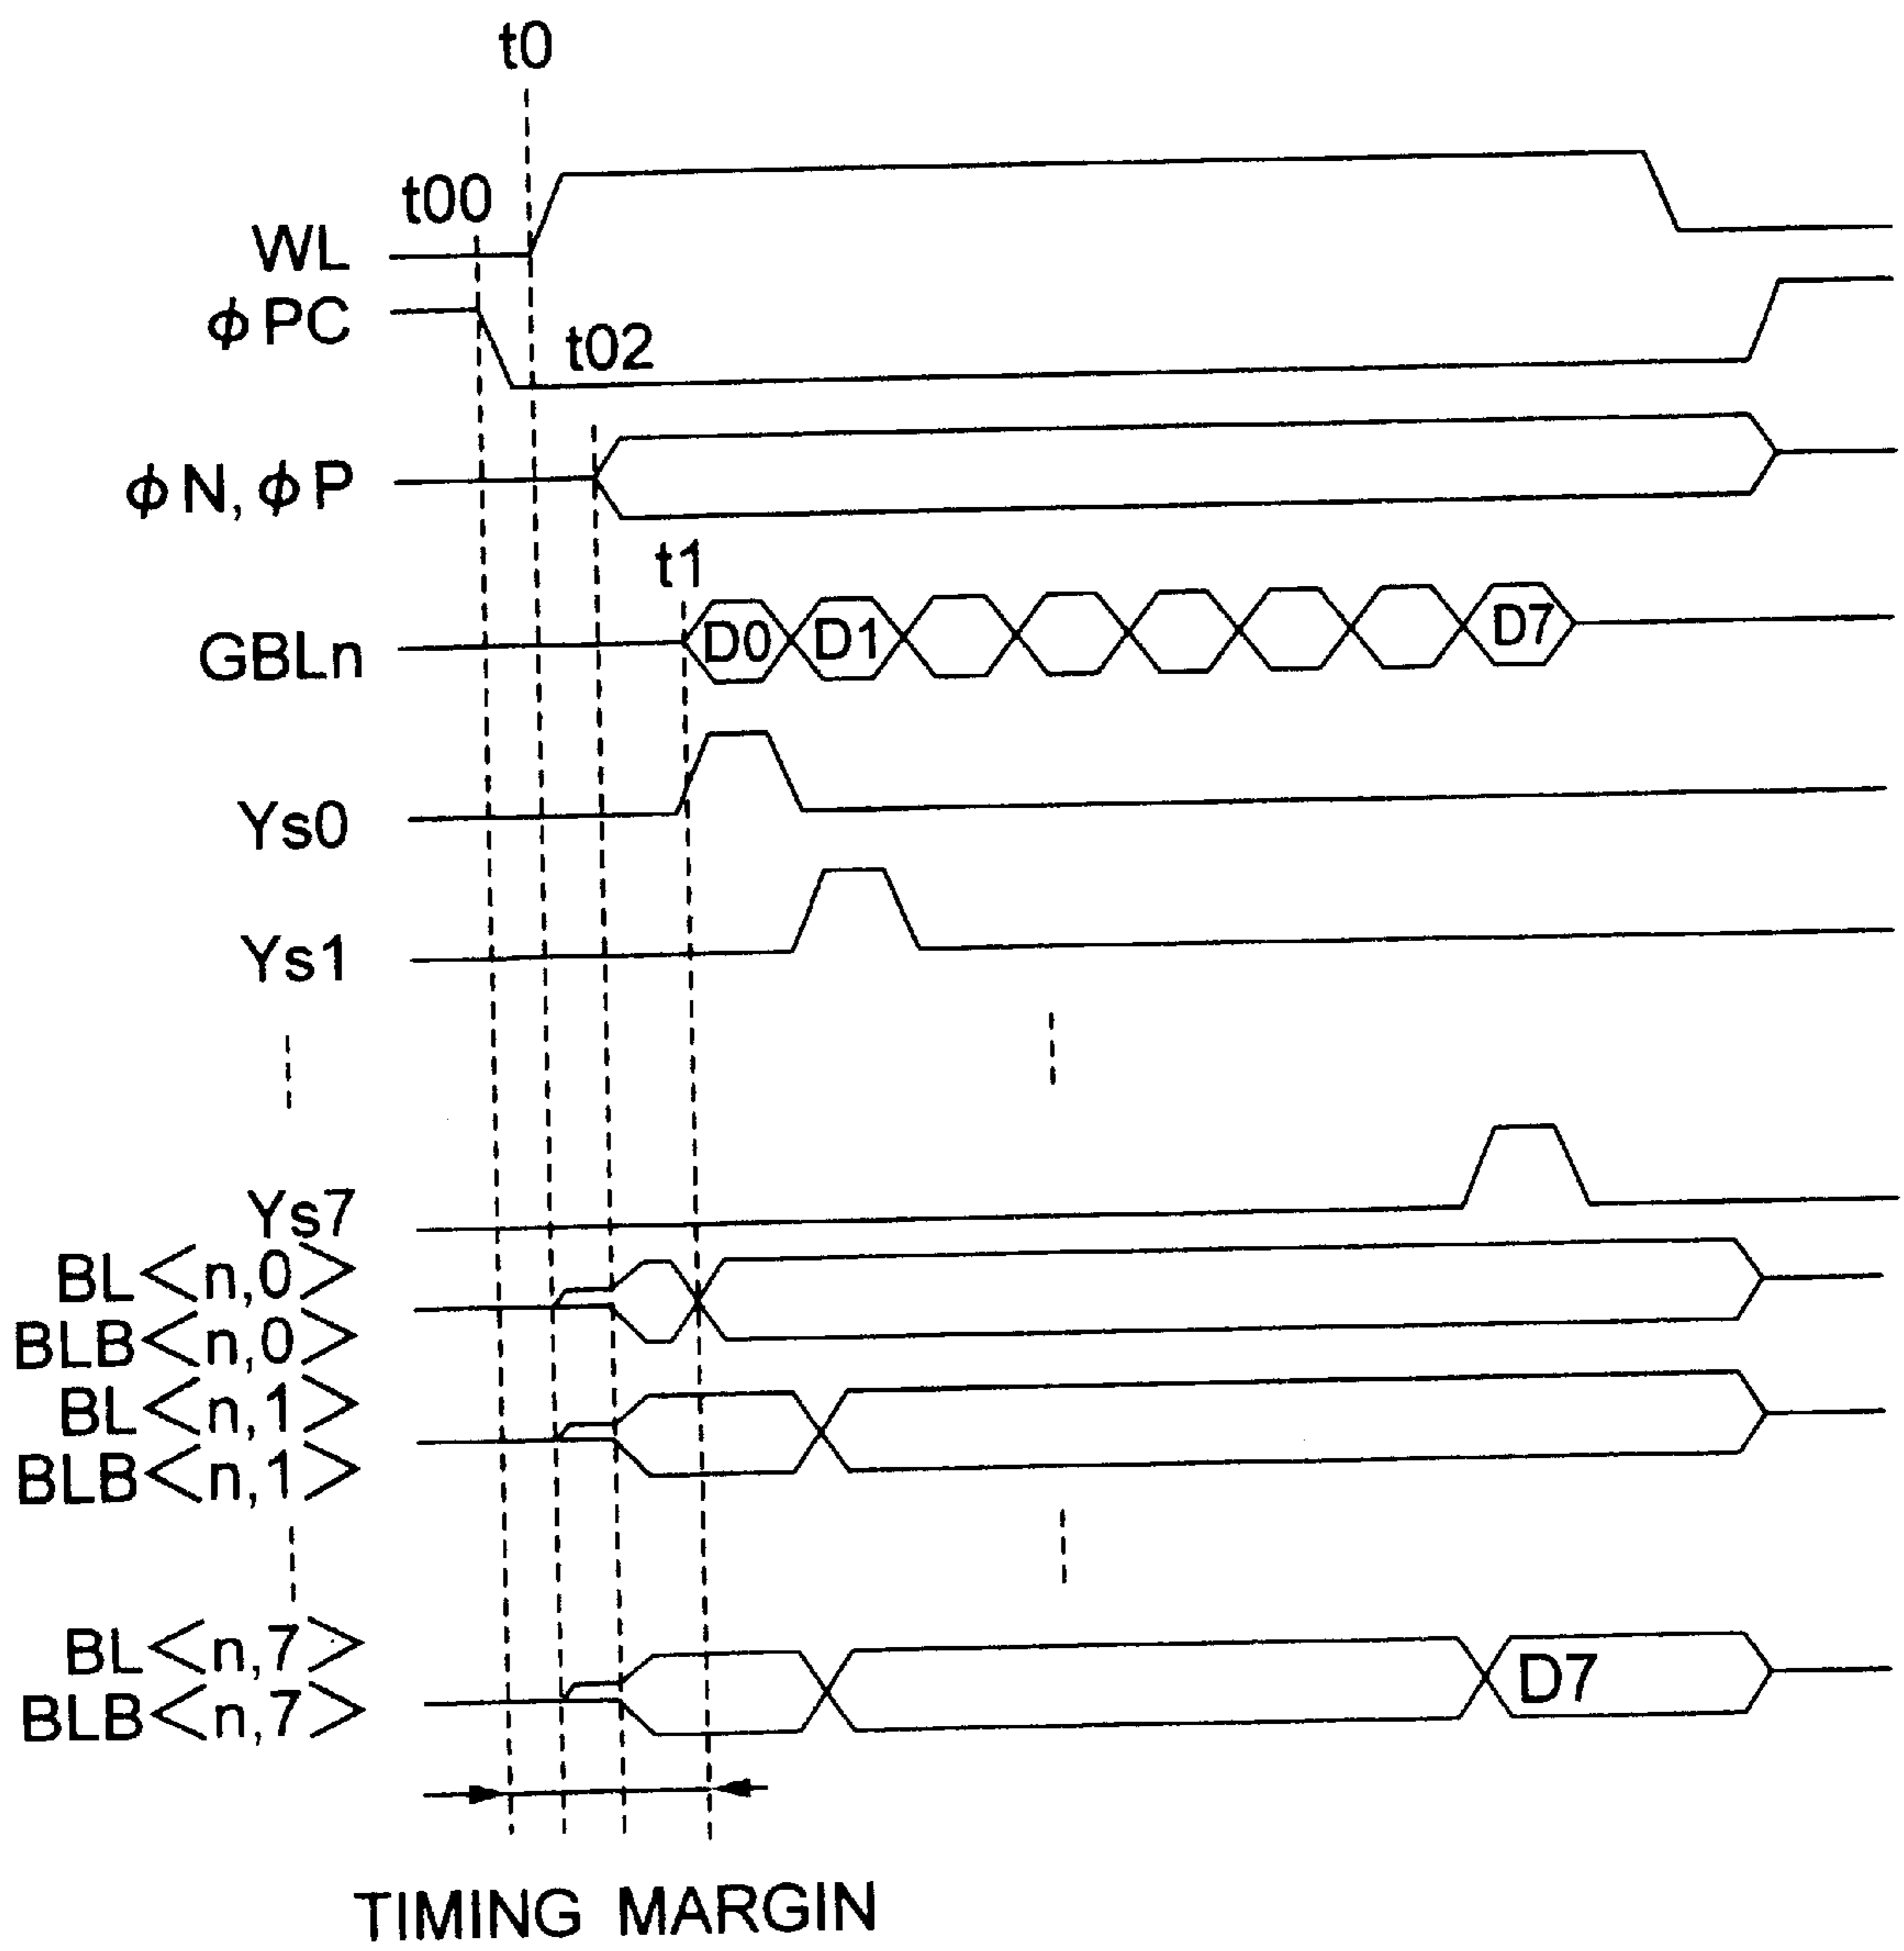 t0
t00
WL
φPC
t02
φN, φP
t1
GBLn
D0 D1 D7
Ys0
Ys1
Ys7
BL<n,0>
BLB<n,0>
BL<n,1>
BLB<n,1>
BL<n,7>
D7
BLB<n,7>
TIMING MARGIN